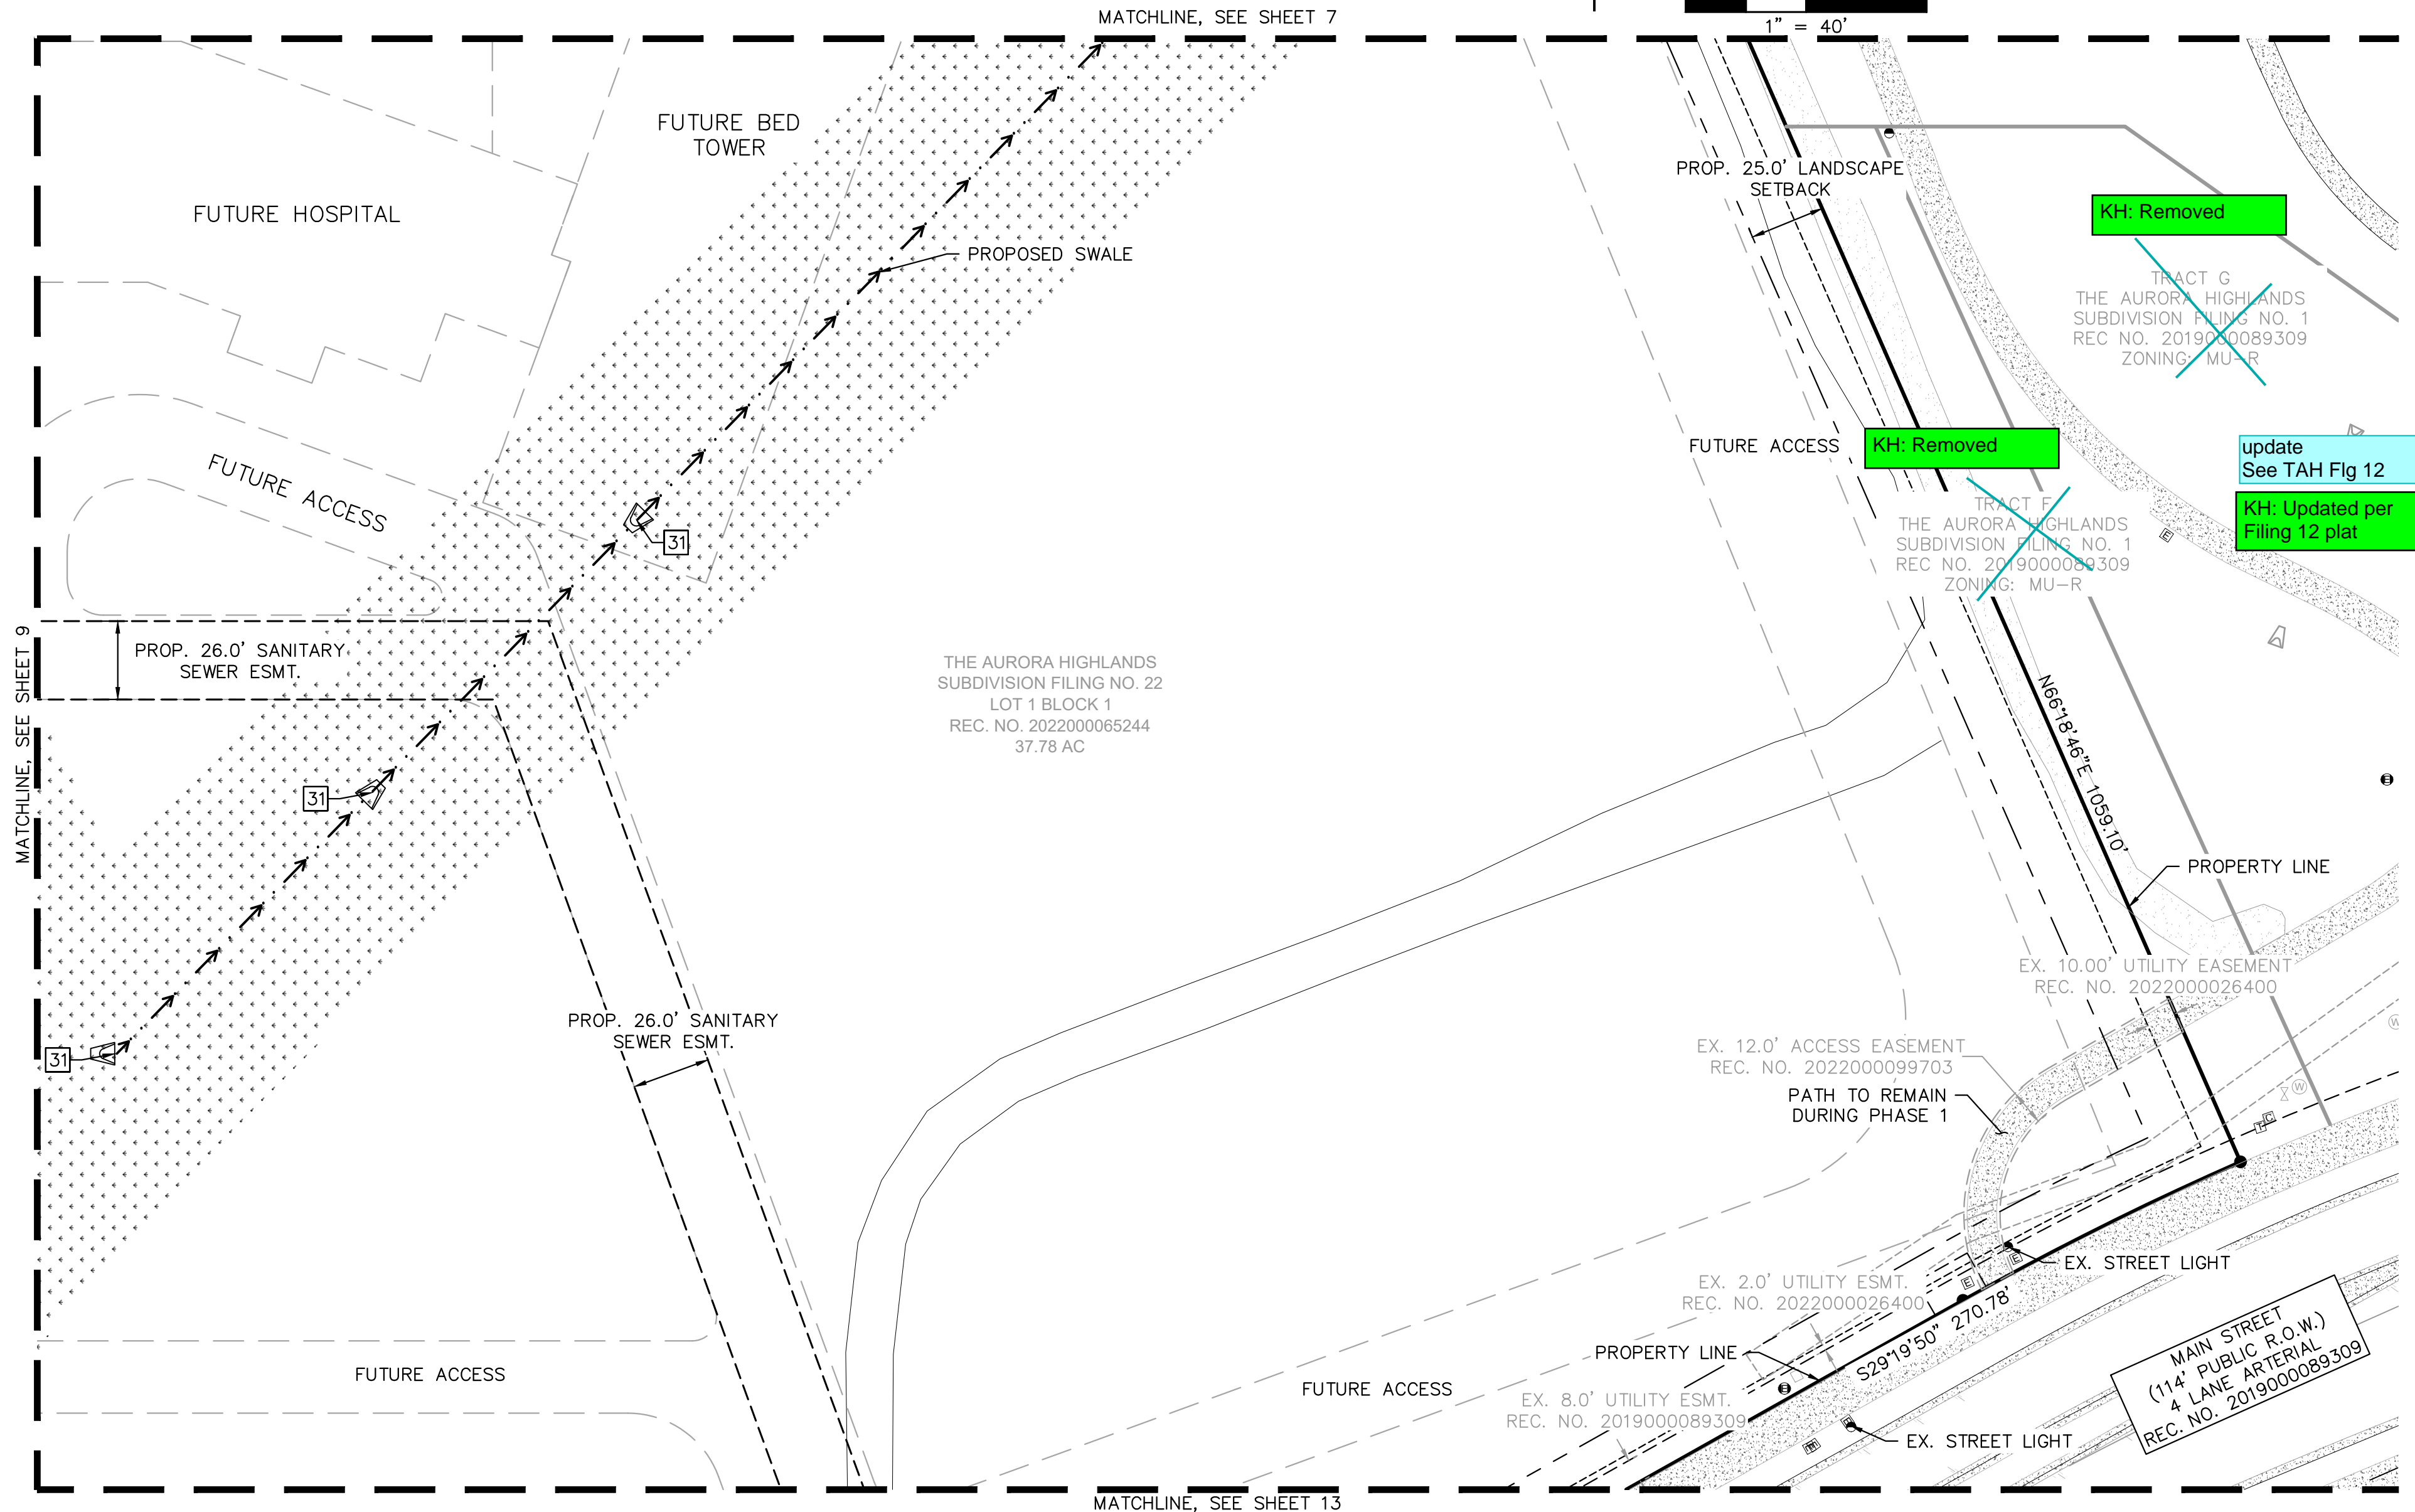 MATCHLINE, SEE SHEET 7
1" = 40'
FUTURE BED
TOWER
FUTURE HOSPITAL
PROP. 25.0' LANDSCAPE
SETBACK
KH: Removed
PROPOSED SWALE
TRACT G
THE AURORA HIGHLANDS
SUBDIVISION FILING NO. 1
REC NO. 2019000089309
ZONING: MU-R
FUTURE ACCESS
KH: Removed
update
See TAH Flg 12
KH: Updated per
Filing 12 plat
FUTURE ACCESS
TRACT F
THE AURORA HIGHLANDS
SUBDIVISION FILING NO. 1
REC NO. 2019000089309
ZONING: MU-R
E
31
MATCHLINE, SEE SHEET 9
PROP. 26.0' SANITARY
SEWER ESMT.
THE AURORA HIGHLANDS
SUBDIVISION FILING NO. 22
LOT 1 BLOCK 1
REC. NO. 2022000065244
37.78 AC
N66°18'46"E 1059.10'
31
PROPERTY LINE
EX. 10.00' UTILITY EASEMENT
REC. NO. 2022000026400
PROP. 26.0' SANITARY
SEWER ESMT.
31
W
EX. 12.0' ACCESS EASEMENT
REC. NO. 2022000099703
W
PATH TO REMAIN
DURING PHASE 1
T C
E
EX. STREET LIGHT
E
EX. 2.0' UTILITY ESMT.
REC. NO. 2022000026400
S29°19'50" 270.78'
MAIN STREET
(114' PUBLIC R.O.W.)
4 LANE ARTERIAL
REC. NO. 2019000089309
PROPERTY LINE
FUTURE ACCESS
FUTURE ACCESS
EX. 8.0' UTILITY ESMT.
REC. NO. 2019000089309
EX. STREET LIGHT
MATCHLINE, SEE SHEET 13